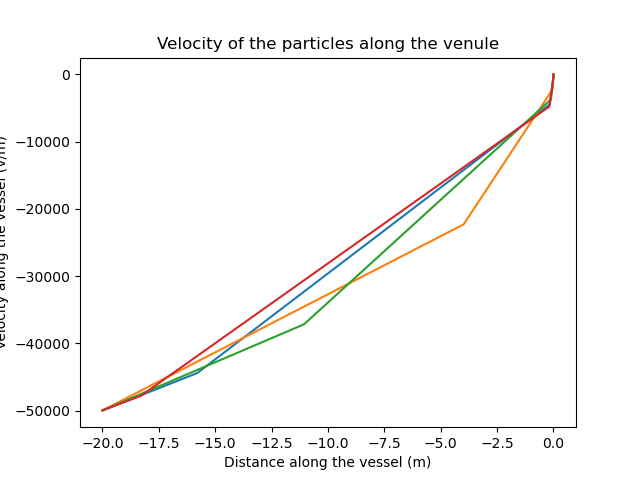 Velocity of the particles along the venule
0
−10000
−20000
−30000
−40000
−50000
along the vessel (v/m)
−20.0 −17.5 −15.0 −12.5 −10.0 −7.5 −5.0 −2.5 0.0
Distance along the vessel (m)